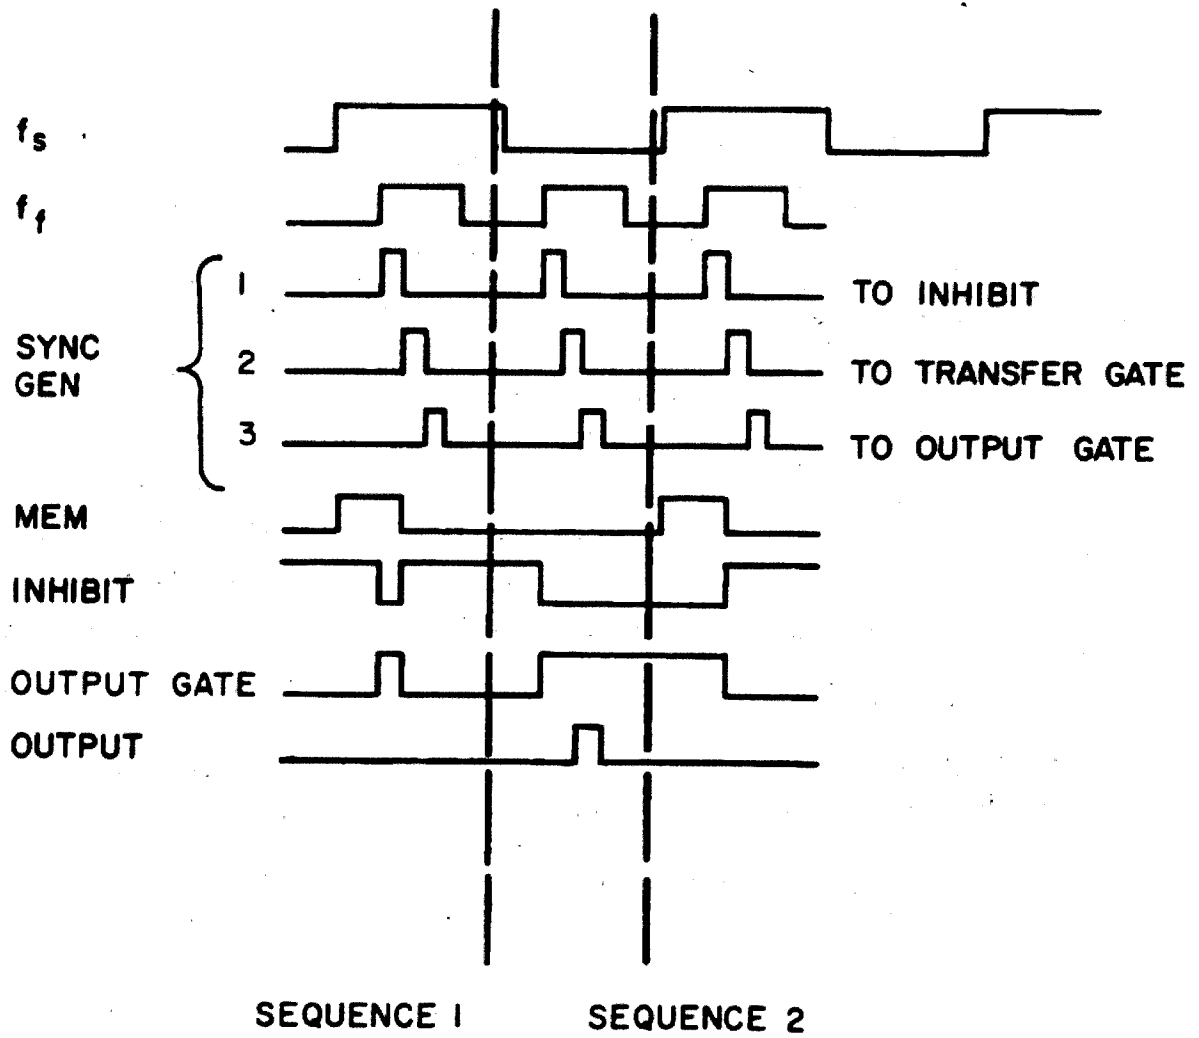 fs
ff
1
TO INHIBIT
SYNC
GEN
2
TO TRANSFER GATE
3
TO OUTPUT GATE
MEM
INHIBIT
OUTPUT GATE
OUTPUT
SEQUENCE 1
SEQUENCE 2